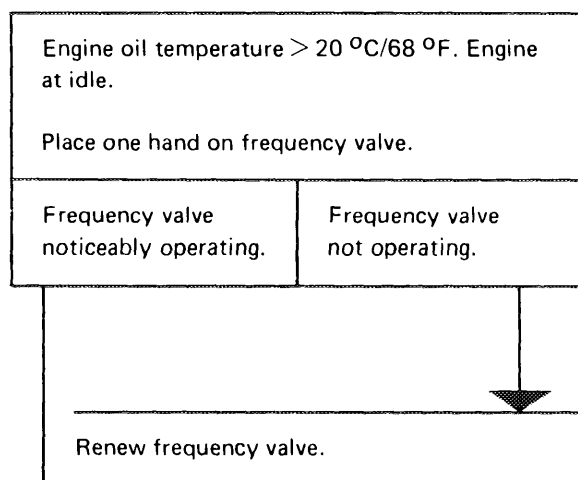 Engine oil temperature > 20 °C/68 °F. Engine
at idle.
Place one hand on frequency valve.
Frequency valve
noticeably operating.
Frequency valve
not operating.
Renew frequency valve.